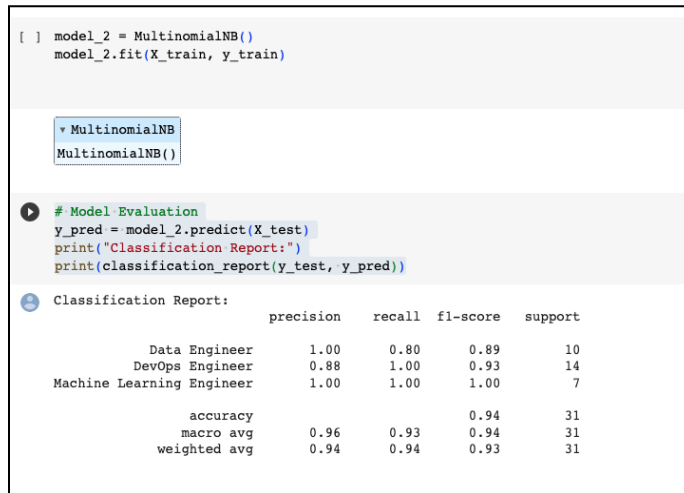 [ ] model_2 = MultinomialNB()
model_2.fit(X_train, y_train)
▾ MultinomialNB
MultinomialNB()
# Model Evaluation
y_pred = model_2.predict(X_test)
print("Classification Report:")
print(classification_report(y_test, y_pred))
Classification Report:
precision recall f1-score support
Data Engineer 1.00 0.80 0.89 10
DevOps Engineer 0.88 1.00 0.93 14
Machine Learning Engineer 1.00 1.00 1.00 7
accuracy 0.94 31
macro avg 0.96 0.93 0.94 31
weighted avg 0.94 0.94 0.93 31